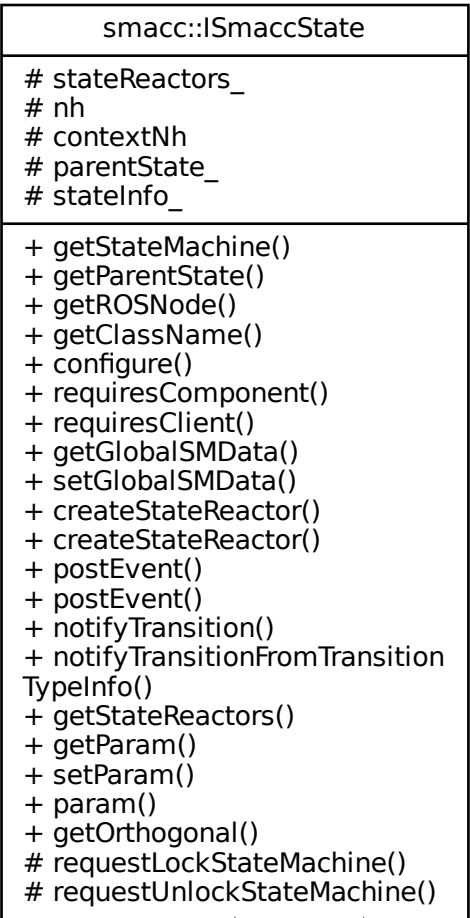 smacc::ISmaccState
# stateReactors_
# nh
# contextNh
# parentState_
# stateInfo_
+ getStateMachine()
+ getParentState()
+ getROSNode()
+ getClassName()
+ configure()
+ requiresComponent()
+ requiresClient()
+ getGlobalSMData()
+ setGlobalSMData()
+ createStateReactor()
+ createStateReactor()
+ postEvent()
+ postEvent()
+ notifyTransition()
+ notifyTransitionFromTransition
TypeInfo()
+ getStateReactors()
+ getParam()
+ setParam()
+ param()
+ getOrthogonal()
# requestLockStateMachine()
# requestUnlockStateMachine()